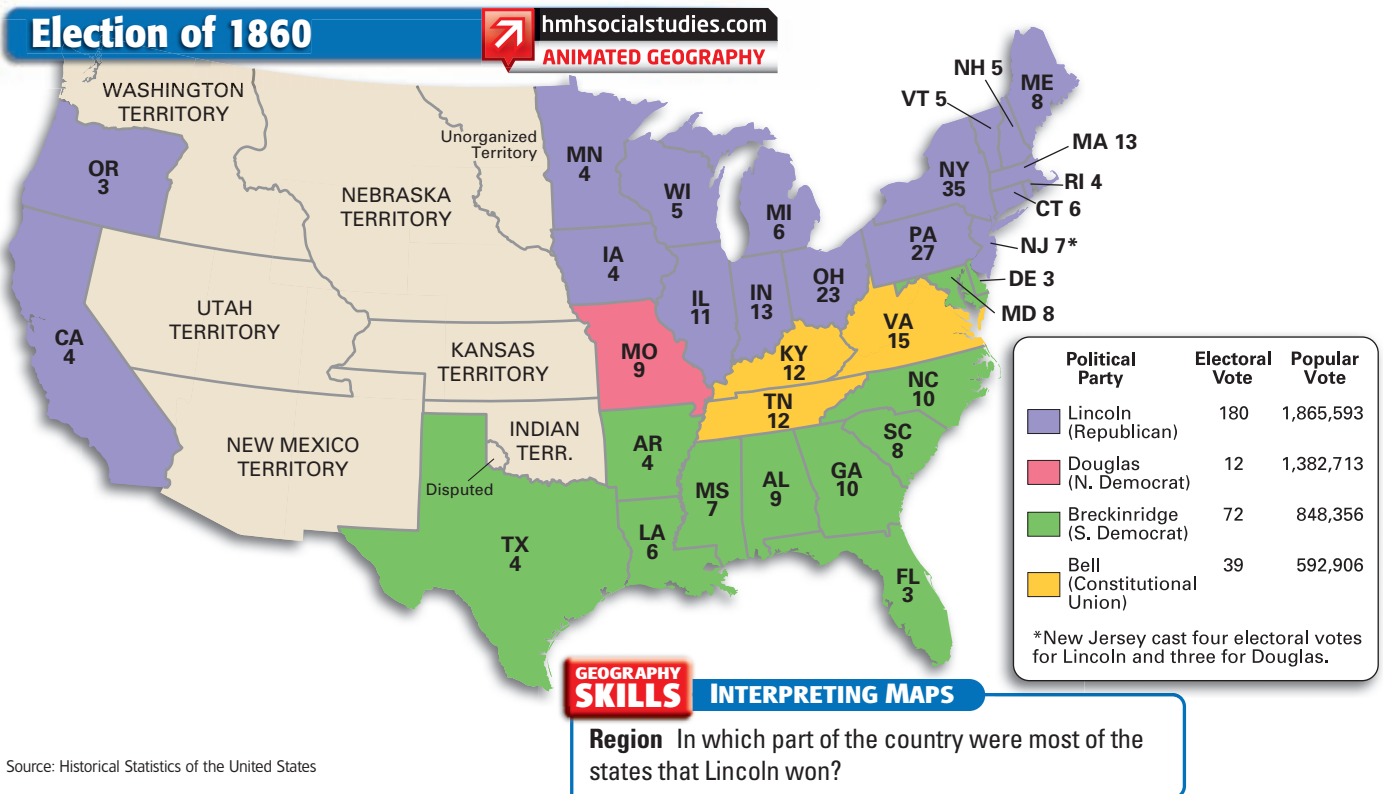 Election of 1860
hmhsocialstudies.com
ANIMATED GEOGRAPHY
WASHINGTON
TERRITORY
OR
3
CA
4
UTAH
TERRITORY
NEW MEXICO
TERRITORY
NEBRASKA
TERRITORY
Unorganized
Territory
KANSAS
TERRITORY
INDIAN
TERR.
Disputed
TX
4
MN
4
IA
4
MO
9
AR
4
LA
6
WI
5
IL
11
MI
6
IN
13
OH
23
KY
12
TN
12
MS
7
AL
9
GA
10
FL
3
SC
8
NC
10
VA
15
PA
27
NY
35
VT 5
NH 5
ME
8
MA 13
RI 4
CT 6
NJ 7*
DE 3
MD 8
Political
Party
Electoral
Vote
Popular
Vote
Lincoln
(Republican)
180
1,865,593
Douglas
(N. Democrat)
12
1,382,713
Breckinridge
(S. Democrat)
72
848,356
Bell
(Constitutional
Union)
39
592,906
*New Jersey cast four electoral votes
for Lincoln and three for Douglas.
GEOGRAPHY
SKILLS
INTERPRETING MAPS
Region In which part of the country were most of the
states that Lincoln won?
Source: Historical Statistics of the United States